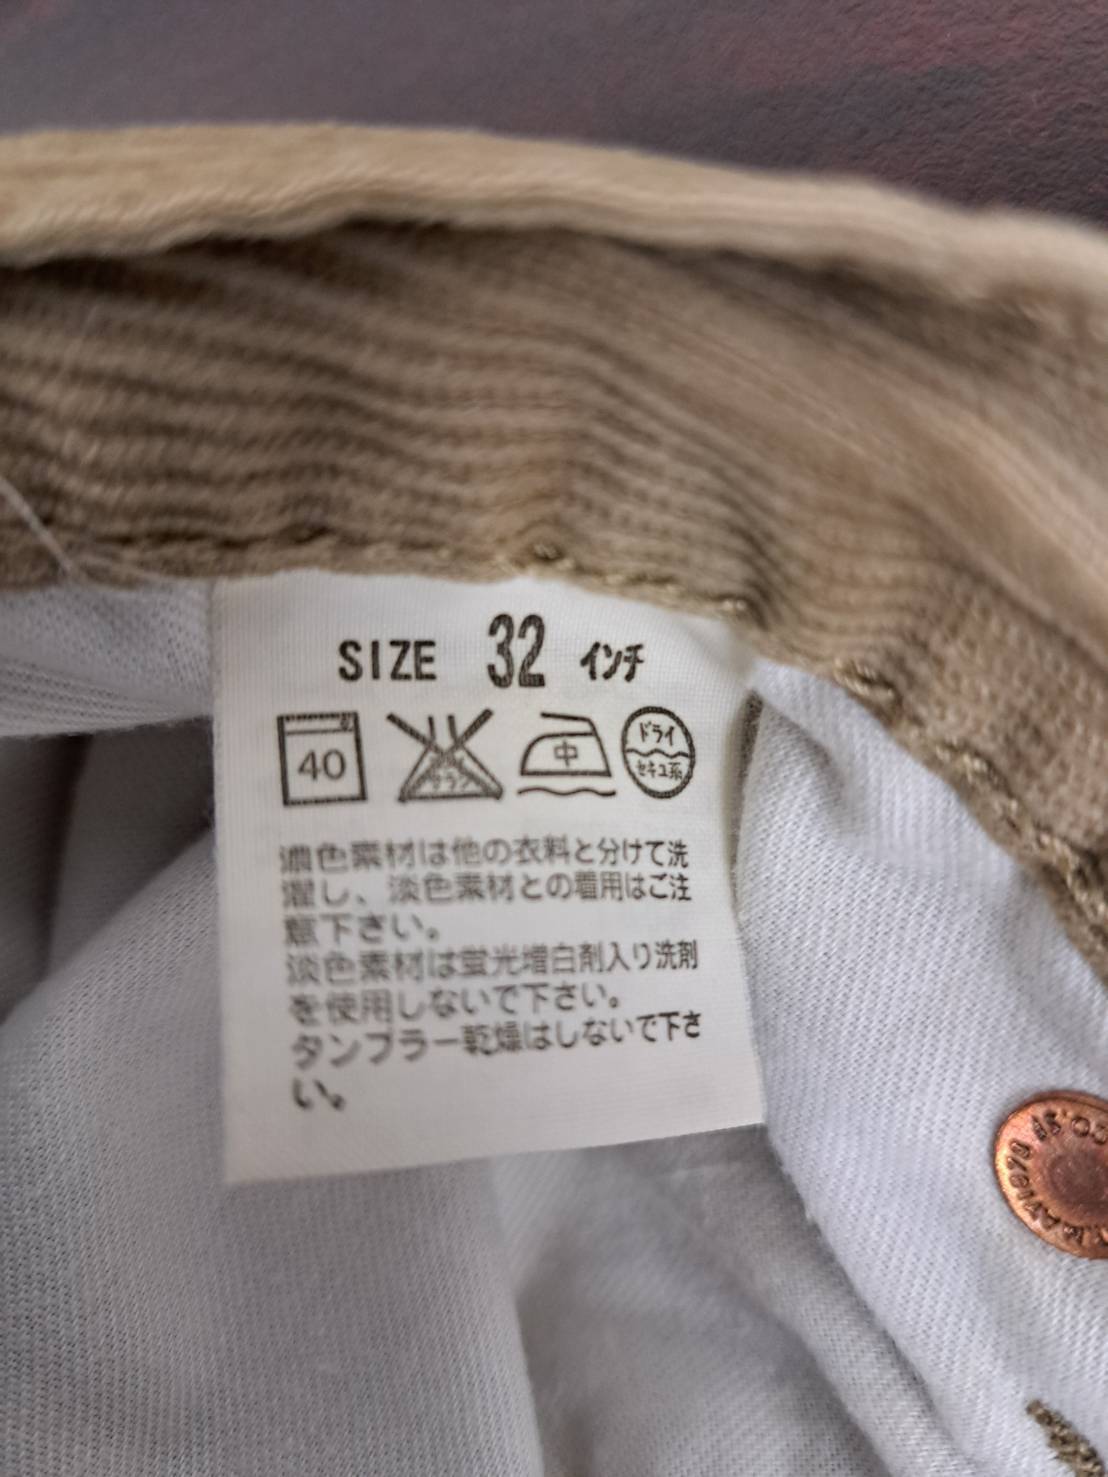 SIZE 32 インチ
40 サラシ 中 ドライ セキユ系
濃色素材は他の衣料と分けて洗
濯し、淡色素材との着用はご注
意下さい。
淡色素材は蛍光増白剤入り洗剤
を使用しないで下さい。
タンブラー乾燥はしないで下さ
い。